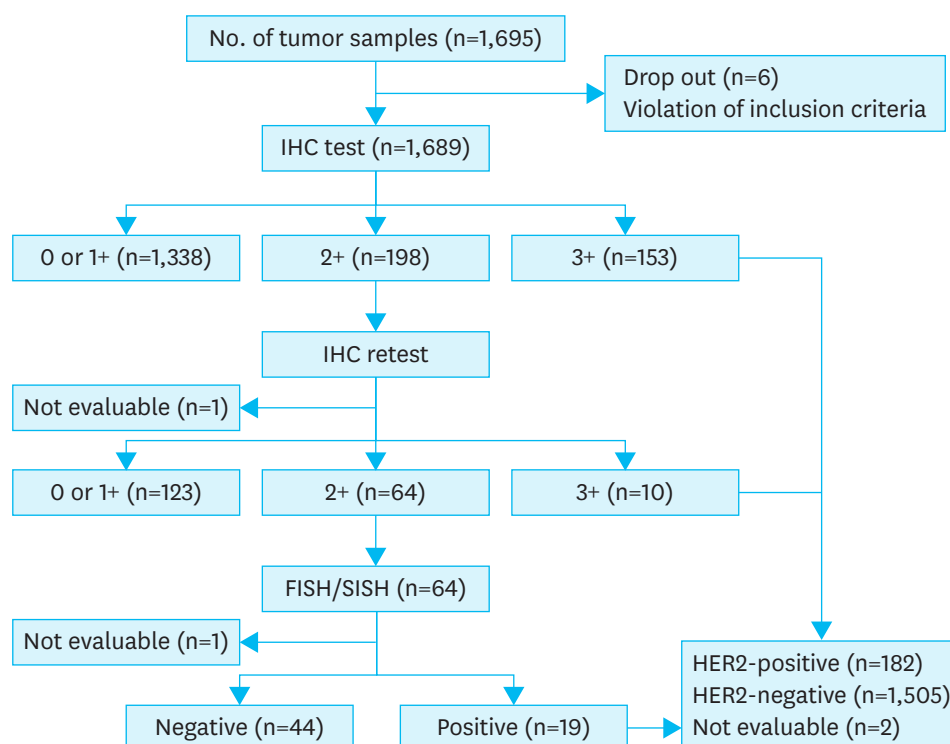 No. of tumor samples (n=1,695)
Drop out (n=6)
Violation of inclusion criteria
IHC test (n=1,689)
0 or 1+ (n=1,338)
2+ (n=198)
3+ (n=153)
IHC retest
Not evaluable (n=1)
0 or 1+ (n=123)
2+ (n=64)
3+ (n=10)
FISH/SISH (n=64)
Not evaluable (n=1)
HER2-positive (n=182)
HER2-negative (n=1,505)
Not evaluable (n=2)
Negative (n=44)
Positive (n=19)